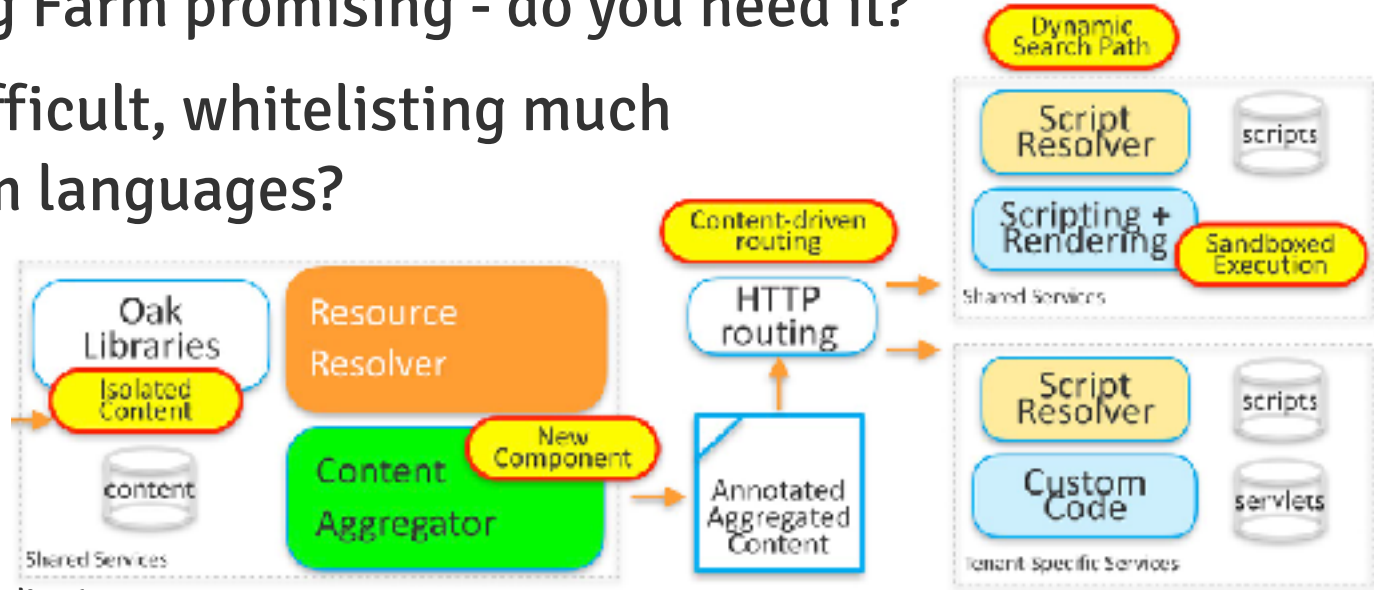 g Farm promising - do you need it?
fficult, whitelisting much
n languages?
Dynamic
Search Path
Script
Resolver
scripts
Scripting +
Rendering
Sandboxed
Execution
Shared Services
Content-driven
routing
HTTP
routing
Oak
Libraries
Isolated
Content
content
Resource
Resolver
New
Component
Content
Aggregator
Shared Services
Annotated
Aggregated
Content
Script
Resolver
scripts
Custom
Code
servlets
Tenant Specific Services